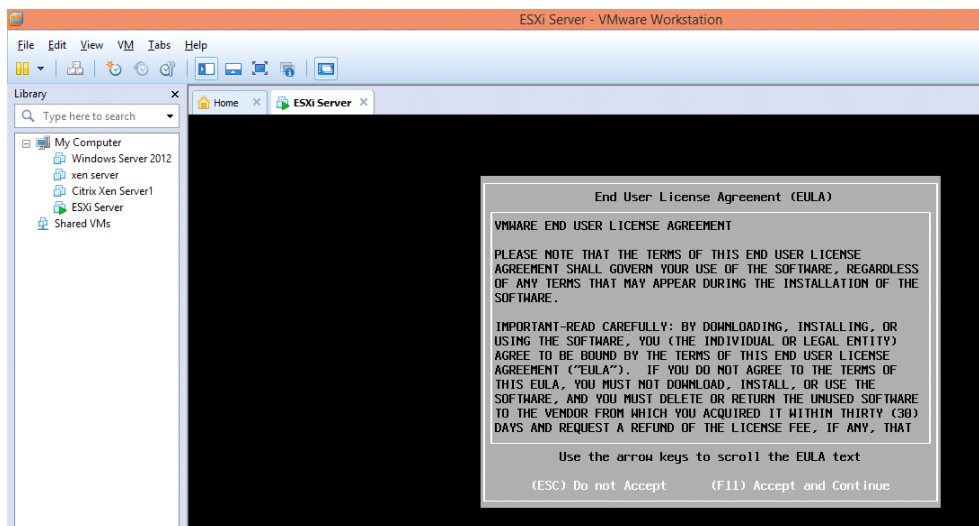 ESXi Server - VMware Workstation
File Edit View VM Tabs Help
Library
Home
ESXi Server
Type here to search
My Computer
Windows Server 2012
xen server
Citrix Xen Server1
ESXi Server
Shared VMs
End User License Agreement (EULA)
VMWARE END USER LICENSE AGREEMENT
PLEASE NOTE THAT THE TERMS OF THIS END USER LICENSE
AGREEMENT SHALL GOVERN YOUR USE OF THE SOFTWARE, REGARDLESS
OF ANY TERMS THAT MAY APPEAR DURING THE INSTALLATION OF THE
SOFTWARE.
IMPORTANT-READ CAREFULLY: BY DOWNLOADING, INSTALLING, OR
USING THE SOFTWARE, YOU (THE INDIVIDUAL OR LEGAL ENTITY)
AGREE TO BE BOUND BY THE TERMS OF THIS END USER LICENSE
AGREEMENT ("EULA"). IF YOU DO NOT AGREE TO THE TERMS OF
THIS EULA, YOU MUST NOT DOWNLOAD, INSTALL, OR USE THE
SOFTWARE, AND YOU MUST DELETE OR RETURN THE UNUSED SOFTWARE
TO THE VENDOR FROM WHICH YOU ACQUIRED IT WITHIN THIRTY (30)
DAYS AND REQUEST A REFUND OF THE LICENSE FEE, IF ANY, THAT
Use the arrow keys to scroll the EULA text
(ESC) Do not Accept (F11) Accept and Continue